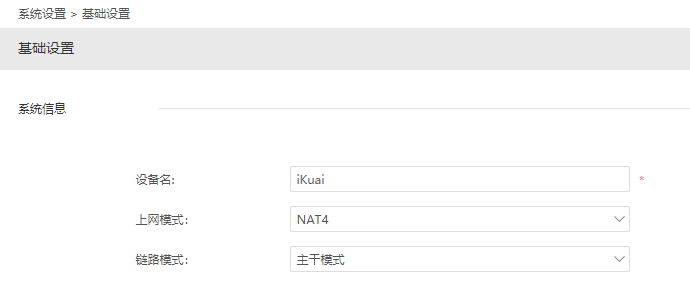 系统设置 > 基础设置
基础设置
系统信息
设备名: iKuai *
上网模式: NAT4
链路模式: 主干模式